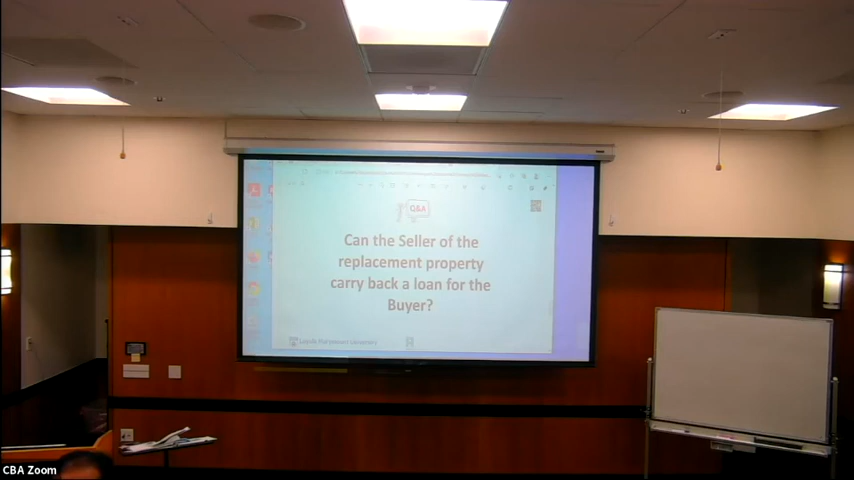 Q&A
Can the Seller of the
replacement property
carry back a loan for the
Buyer?
CBA Zoom